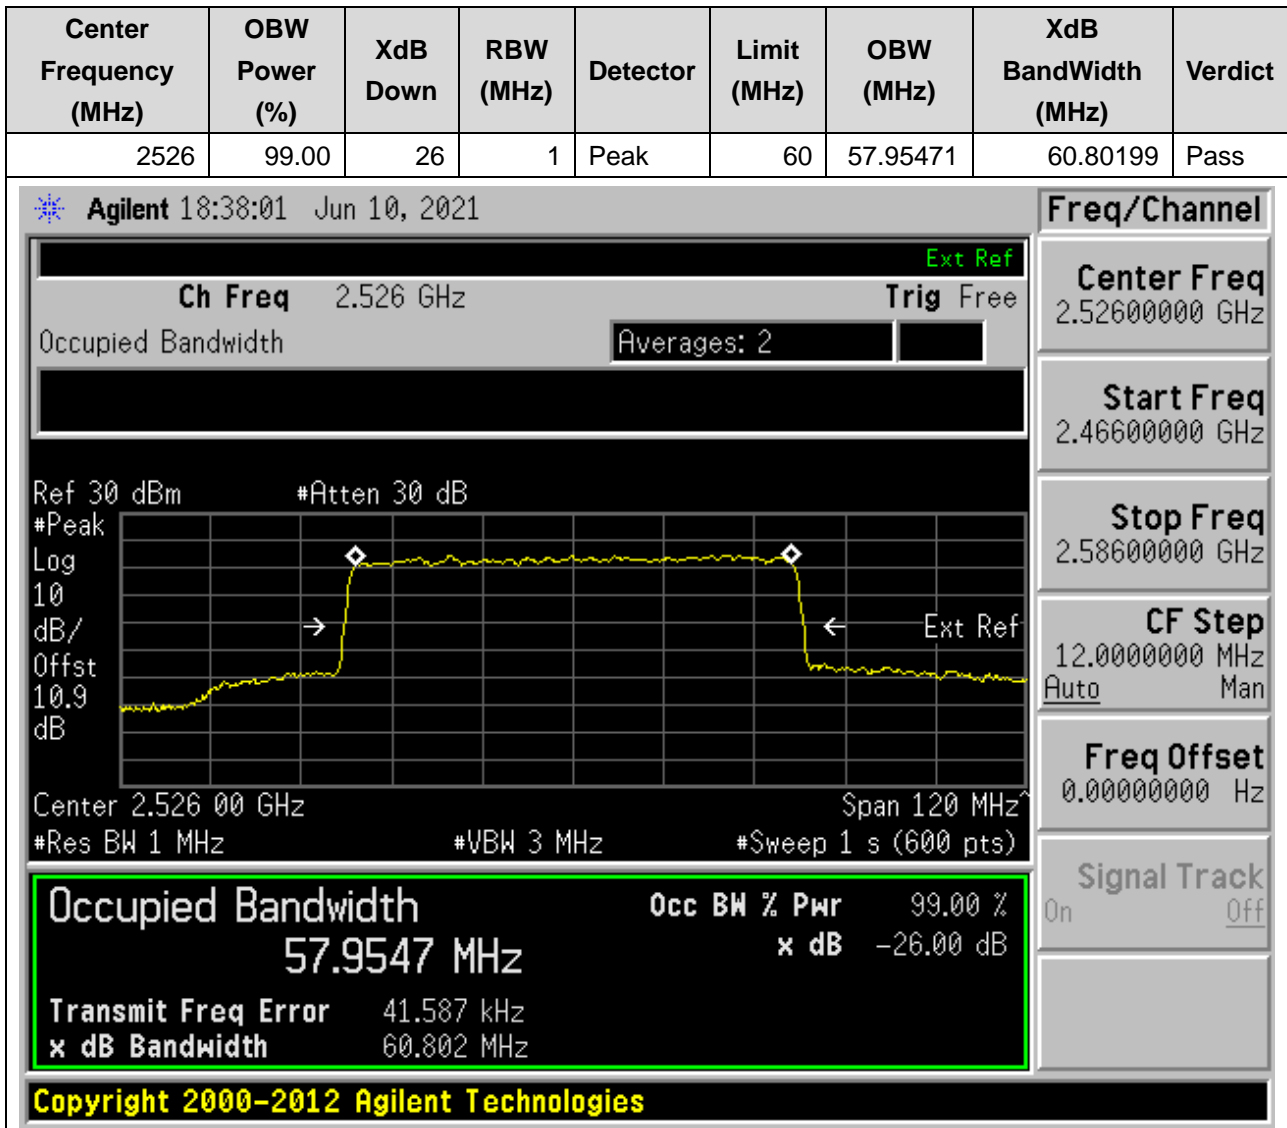 Center Frequency (MHz) OBW Power (%) XdB Down RBW (MHz) Detector Limit (MHz) OBW (MHz) XdB BandWidth (MHz) Verdict
2526 99.00 26 1 Peak 60 57.95471 60.80199 Pass
Agilent 18:38:01 Jun 10, 2021
Freq/Channel
Ext Ref
Ch Freq 2.526 GHz Trig Free
Occupied Bandwidth Averages: 2
Center Freq
2.52600000 GHz
Start Freq
2.46600000 GHz
Stop Freq
2.58600000 GHz
CF Step
12.0000000 MHz
Auto Man
Freq Offset
0.00000000 Hz
Signal Track
On Off
Ref 30 dBm #Atten 30 dB
#Peak
Log
10
dB/
Offst
10.9
dB
Ext Ref
Center 2.526 00 GHz Span 120 MHz^
#Res BW 1 MHz #VBW 3 MHz #Sweep 1 s (600 pts)
Occupied Bandwidth
57.9547 MHz
Occ BW % Pwr 99.00 %
x dB -26.00 dB
Transmit Freq Error 41.587 kHz
x dB Bandwidth 60.802 MHz
Copyright 2000-2012 Agilent Technologies